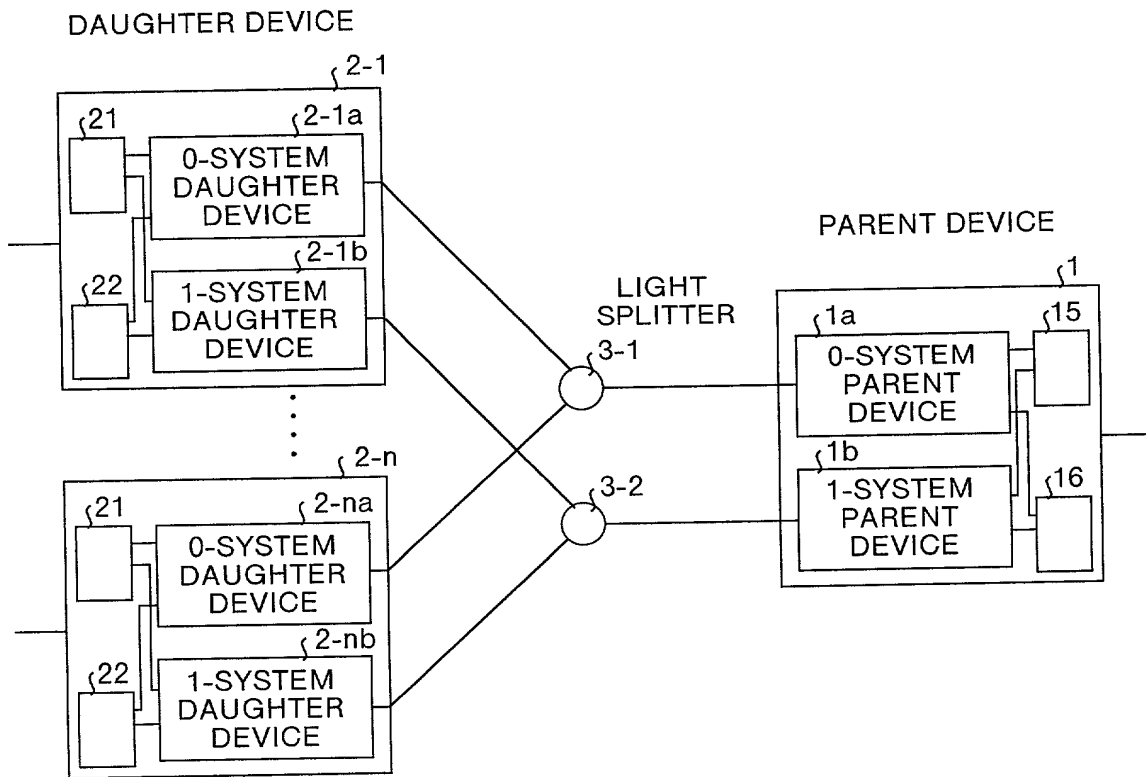 DAUGHTER DEVICE
2-1
21
2-1a
0-SYSTEM
DAUGHTER
DEVICE
2-1b
22
1-SYSTEM
DAUGHTER
DEVICE
2-n
21
2-na
0-SYSTEM
DAUGHTER
DEVICE
2-nb
22
1-SYSTEM
DAUGHTER
DEVICE
LIGHT
SPLITTER
3-1
3-2
PARENT DEVICE
1
1a
15
0-SYSTEM
PARENT
DEVICE
1b
16
1-SYSTEM
PARENT
DEVICE